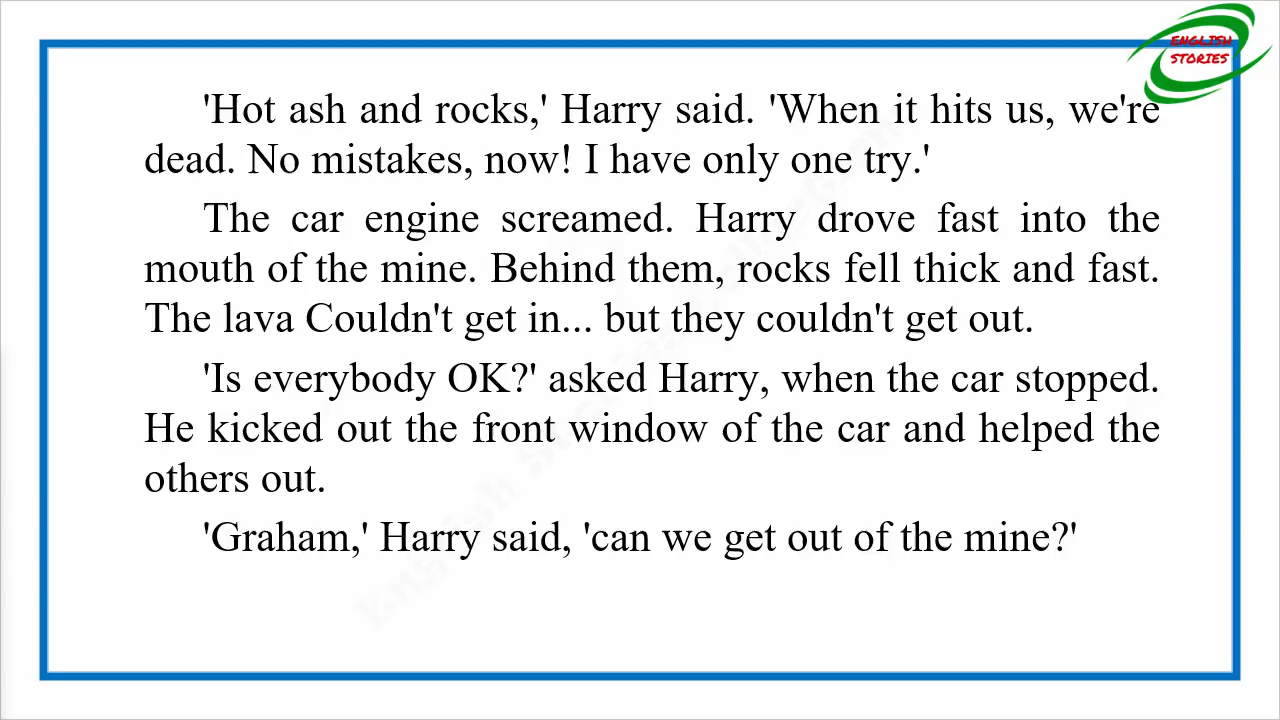 ENGLISH
STORIES
'Hot ash and rocks,' Harry said. 'When it hits us, we're
dead. No mistakes, now! I have only one try.'
The car engine screamed. Harry drove fast into the
mouth of the mine. Behind them, rocks fell thick and fast.
The lava Couldn't get in... but they couldn't get out.
'Is everybody OK?' asked Harry, when the car stopped.
He kicked out the front window of the car and helped the
others out.
'Graham,' Harry said, 'can we get out of the mine?'